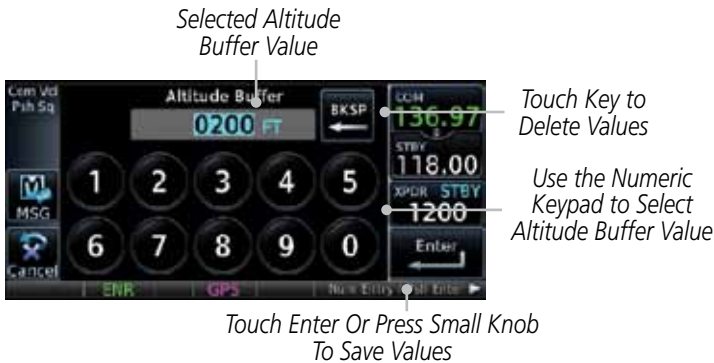 Selected Altitude
Buffer Value
Com Vol
Psh Sq
Altitude Buffer
0200 FT
BKSP
COM
136.97
STBY
118.00
XPDR STBY
1200
Enter
MSG
Cancel
1 2 3 4 5
6 7 8 9 0
ENR GPS Enter
Touch Key to
Delete Values
Use the Numeric
Keypad to Select
Altitude Buffer Value
Touch Enter Or Press Small Knob
To Save Values